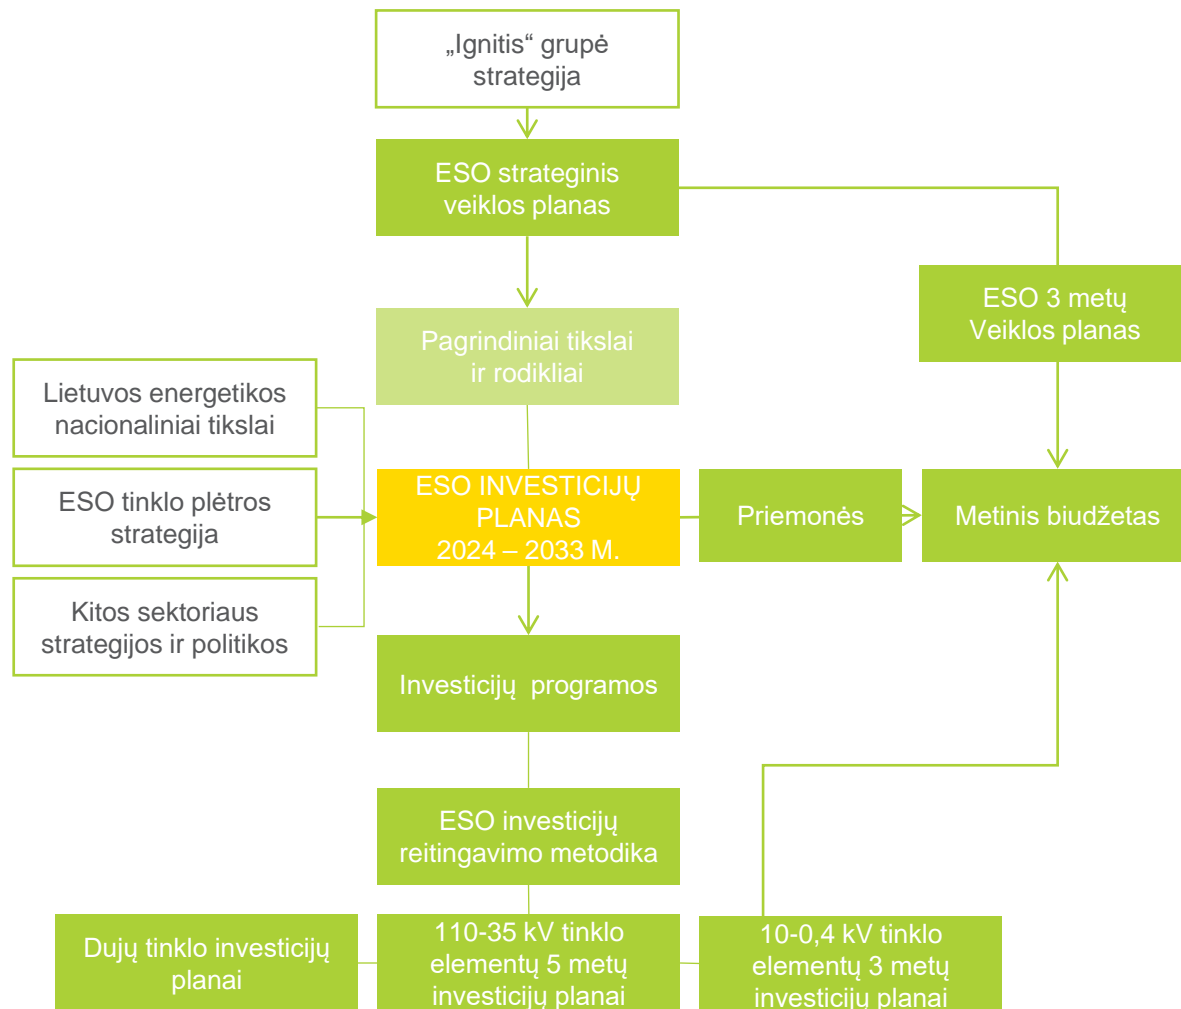 „Ignitis“ grupė
strategija
ESO strateginis
veiklos planas
ESO 3 metų
Veiklos planas
Pagrindiniai tikslai
ir rodikliai
Lietuvos energetikos
nacionaliniai tikslai
ESO tinklo plėtros
strategija
Kitos sektoriaus
strategijos ir politikos
ESO INVESTICIJŲ
PLANAS
2024 – 2033 M.
Priemonės
Metinis biudžetas
Investicijų programos
ESO investicijų
reitingavimo metodika
Dujų tinklo investicijų
planai
110-35 kV tinklo
elementų 5 metų
investicijų planai
10-0,4 kV tinklo
elementų 3 metų
investicijų planai